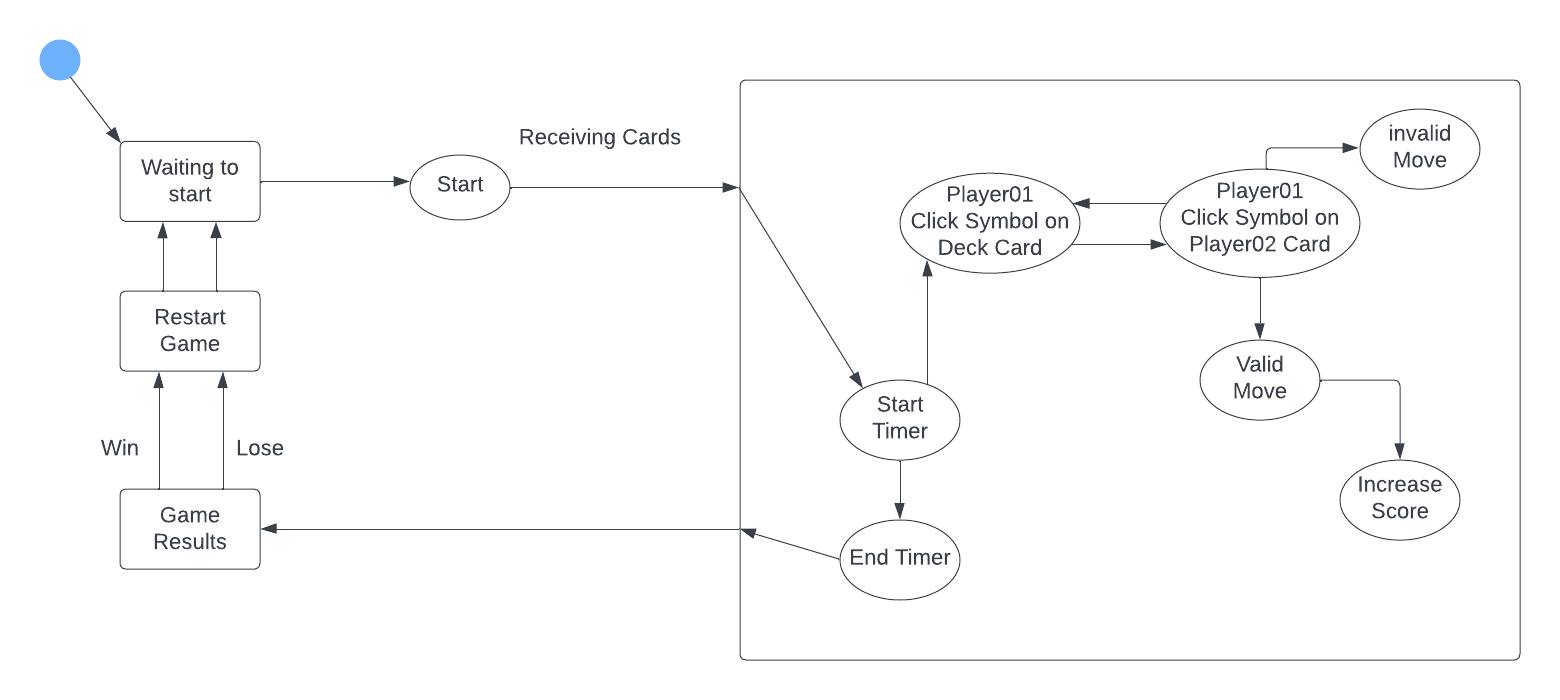 Receiving Cards
Waiting to
start
Start
Restart
Game
Win
Lose
Game
Results
Player01
Click Symbol on
Deck Card
Player01
Click Symbol on
Player02 Card
invalid
Move
Valid
Move
Start
Timer
Increase
Score
End Timer